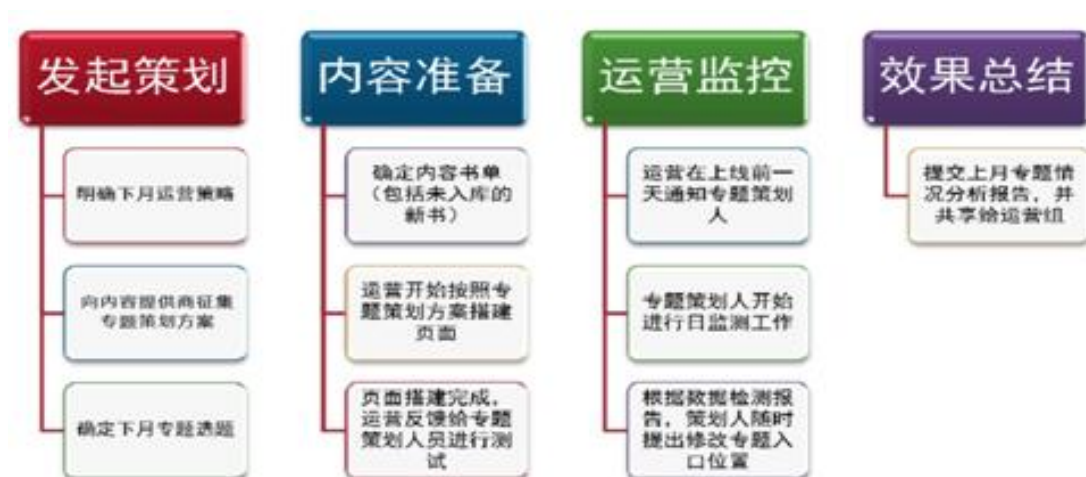 发起策划
明确下月运营策略
向内容提供商征集
专题策划方案
确定下月专题选题
内容准备
确定内容书单
（包括未入库的
新书）
运营开始按照专
题策划方案搭建
页面
页面搭建完成，
运营反馈给专题
策划人员进行测
试
运营监控
运营在上线前一
天通知专题策划
人
专题策划人开始
进行日监测工作
根据数据检测报
告，策划人随时
提出修改专题入
口位置
效果总结
提交上月专题情
况分析报告，并
共享给运营组